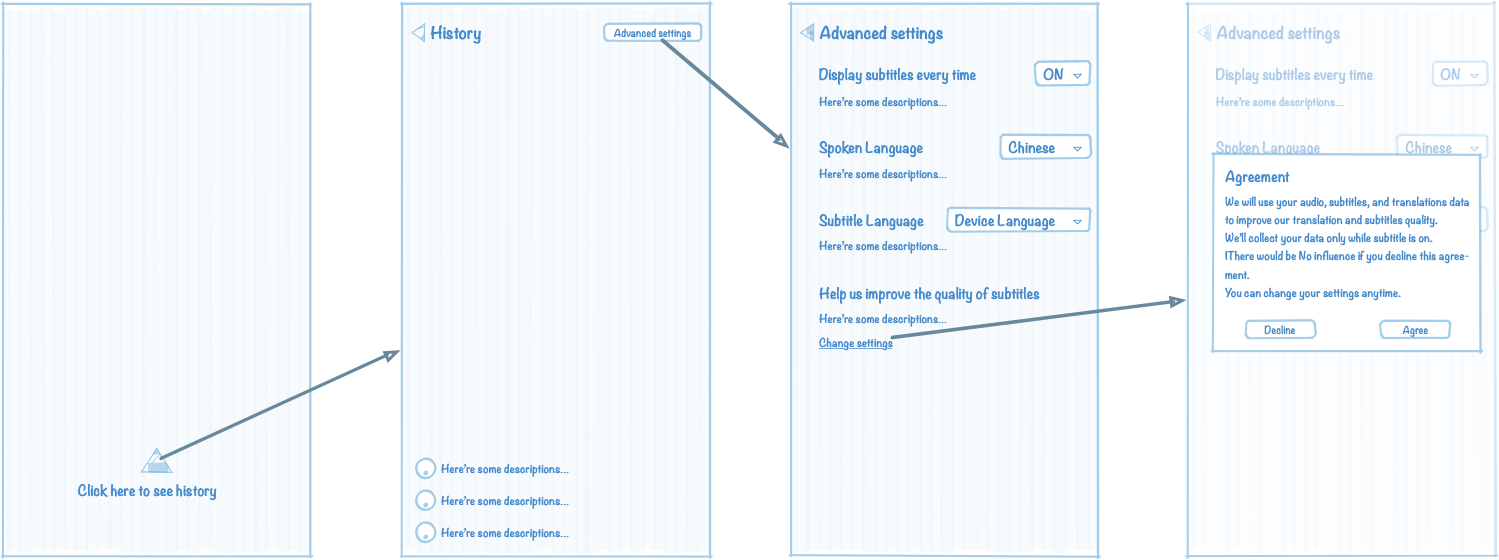 Click here to see history
History
Advanced settings
Here're some descriptions...
Here're some descriptions...
Here're some descriptions...
Advanced settings
Display subtitles every time
ON
Here're some descriptions...
Spoken Language
Chinese
Here're some descriptions...
Subtitle Language
Device Language
Here're some descriptions...
Help us improve the quality of subtitles
Here're some descriptions...
Change settings
Advanced settings
Display subtitles every time
ON
Here're some descriptions...
Spoken Language
Chinese
Agreement
We will use your audio, subtitles, and translations data
to improve our translation and subtitles quality.
We'll collect your data only while subtitle is on.
IThere would be No influence if you decline this agree-
ment.
You can change your settings anytime.
Decline
Agree